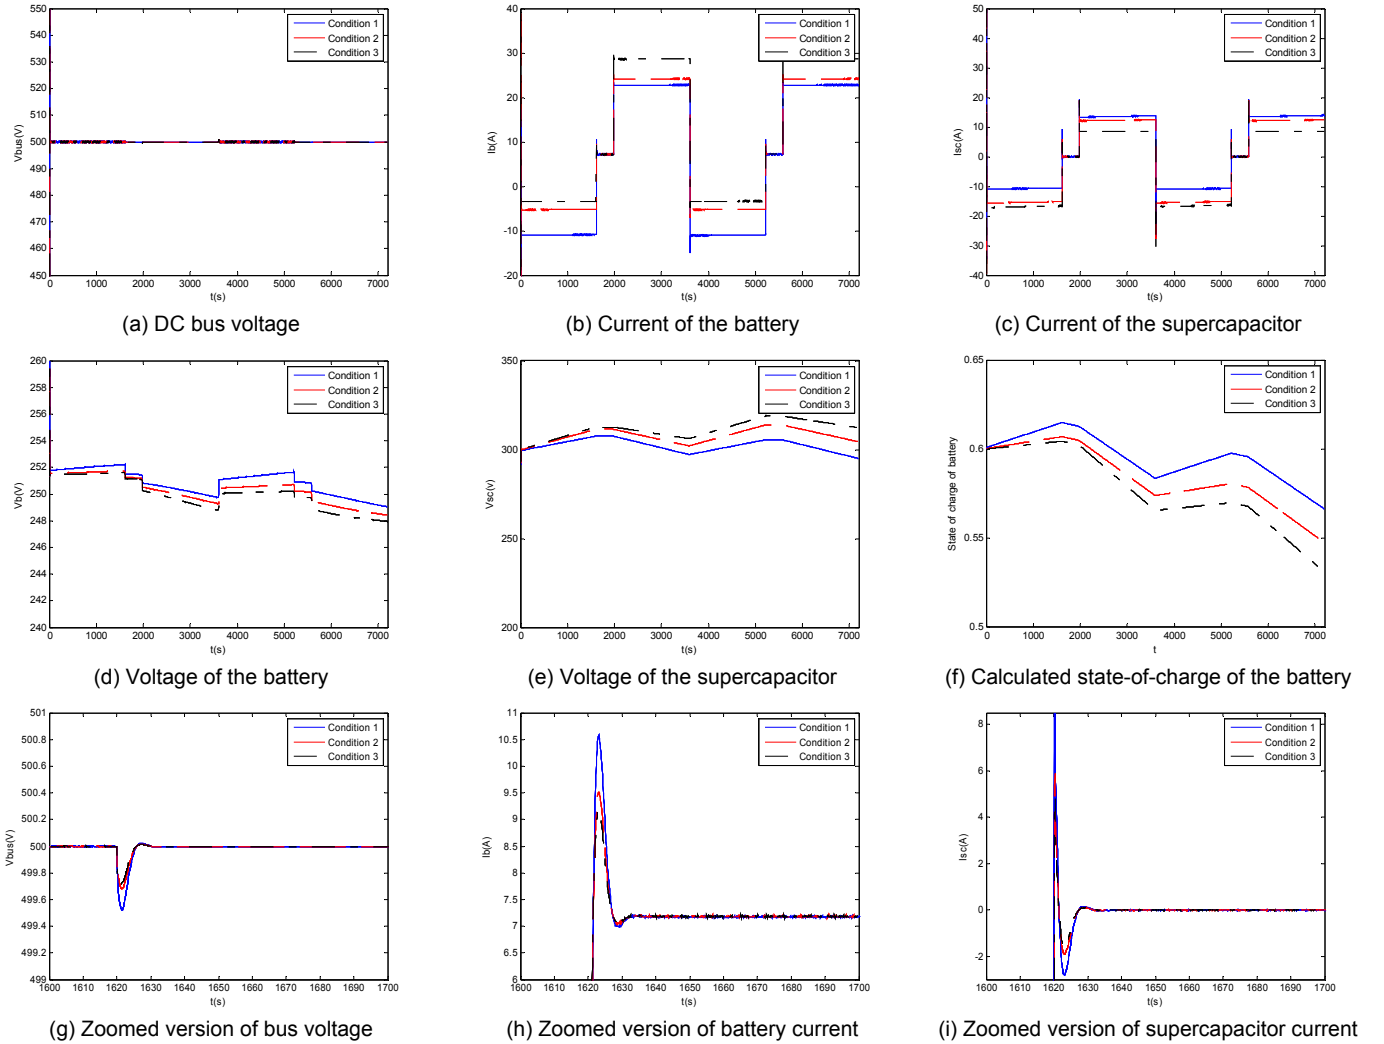 550
540
530
520
510
500
490
480
470
460
450
Vbus(V)
0 1000 2000 3000 4000 5000 6000 7000
t(s)
Condition 1
Condition 2
Condition 3
(a) DC bus voltage
40
30
20
10
0
-10
-20
Ib(A)
0 1000 2000 3000 4000 5000 6000 7000
t(s)
Condition 1
Condition 2
Condition 3
(b) Current of the battery
50
40
30
20
10
0
-10
-20
-30
-40
Isc(A)
0 1000 2000 3000 4000 5000 6000 7000
t(s)
Condition 1
Condition 2
Condition 3
(c) Current of the supercapacitor
260
258
256
254
252
250
248
246
244
242
240
Vb(V)
0 1000 2000 3000 4000 5000 6000 7000
t(s)
Condition 1
Condition 2
Condition 3
(d) Voltage of the battery
350
300
250
200
Vsc(v)
0 1000 2000 3000 4000 5000 6000 7000
t(s)
Condition 1
Condition 2
Condition 3
(e) Voltage of the supercapacitor
0.65
0.6
0.55
0.5
State of charge of battery
0 1000 2000 3000 4000 5000 6000 7000
t
Condition 1
Condition 2
Condition 3
(f) Calculated state-of-charge of the battery
501
500.8
500.6
500.4
500.2
500
499.8
499.6
499.4
499.2
499
Vbus(V)
1600 1610 1620 1630 1640 1650 1660 1670 1680 1690 1700
t(s)
Condition 1
Condition 2
Condition 3
(g) Zoomed version of bus voltage
11
10.5
10
9.5
9
8.5
8
7.5
7
6.5
6
Ib(A)
1600 1610 1620 1630 1640 1650 1660 1670 1680 1690 1700
t(s)
Condition 1
Condition 2
Condition 3
(h) Zoomed version of battery current
8
6
4
2
0
-2
Isc(A)
1600 1610 1620 1630 1640 1650 1660 1670 1680 1690 1700
t(s)
Condition 1
Condition 2
Condition 3
(i) Zoomed version of supercapacitor current